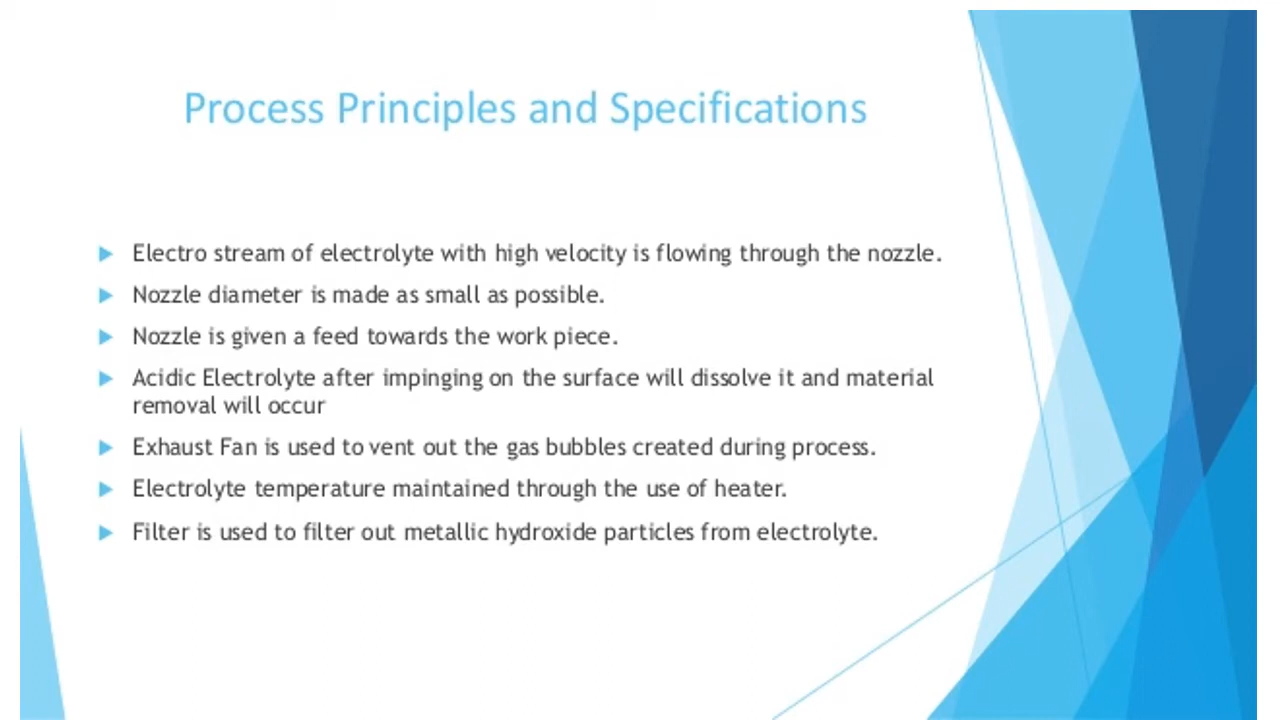 Process Principles and Specifications
Electro stream of electrolyte with high velocity is flowing through the nozzle.
Nozzle diameter is made as small as possible.
Nozzle is given a feed towards the work piece.
Acidic Electrolyte after impinging on the surface will dissolve it and material
removal will occur
Exhaust Fan is used to vent out the gas bubbles created during process.
Electrolyte temperature maintained through the use of heater.
Filter is used to filter out metallic hydroxide particles from electrolyte.